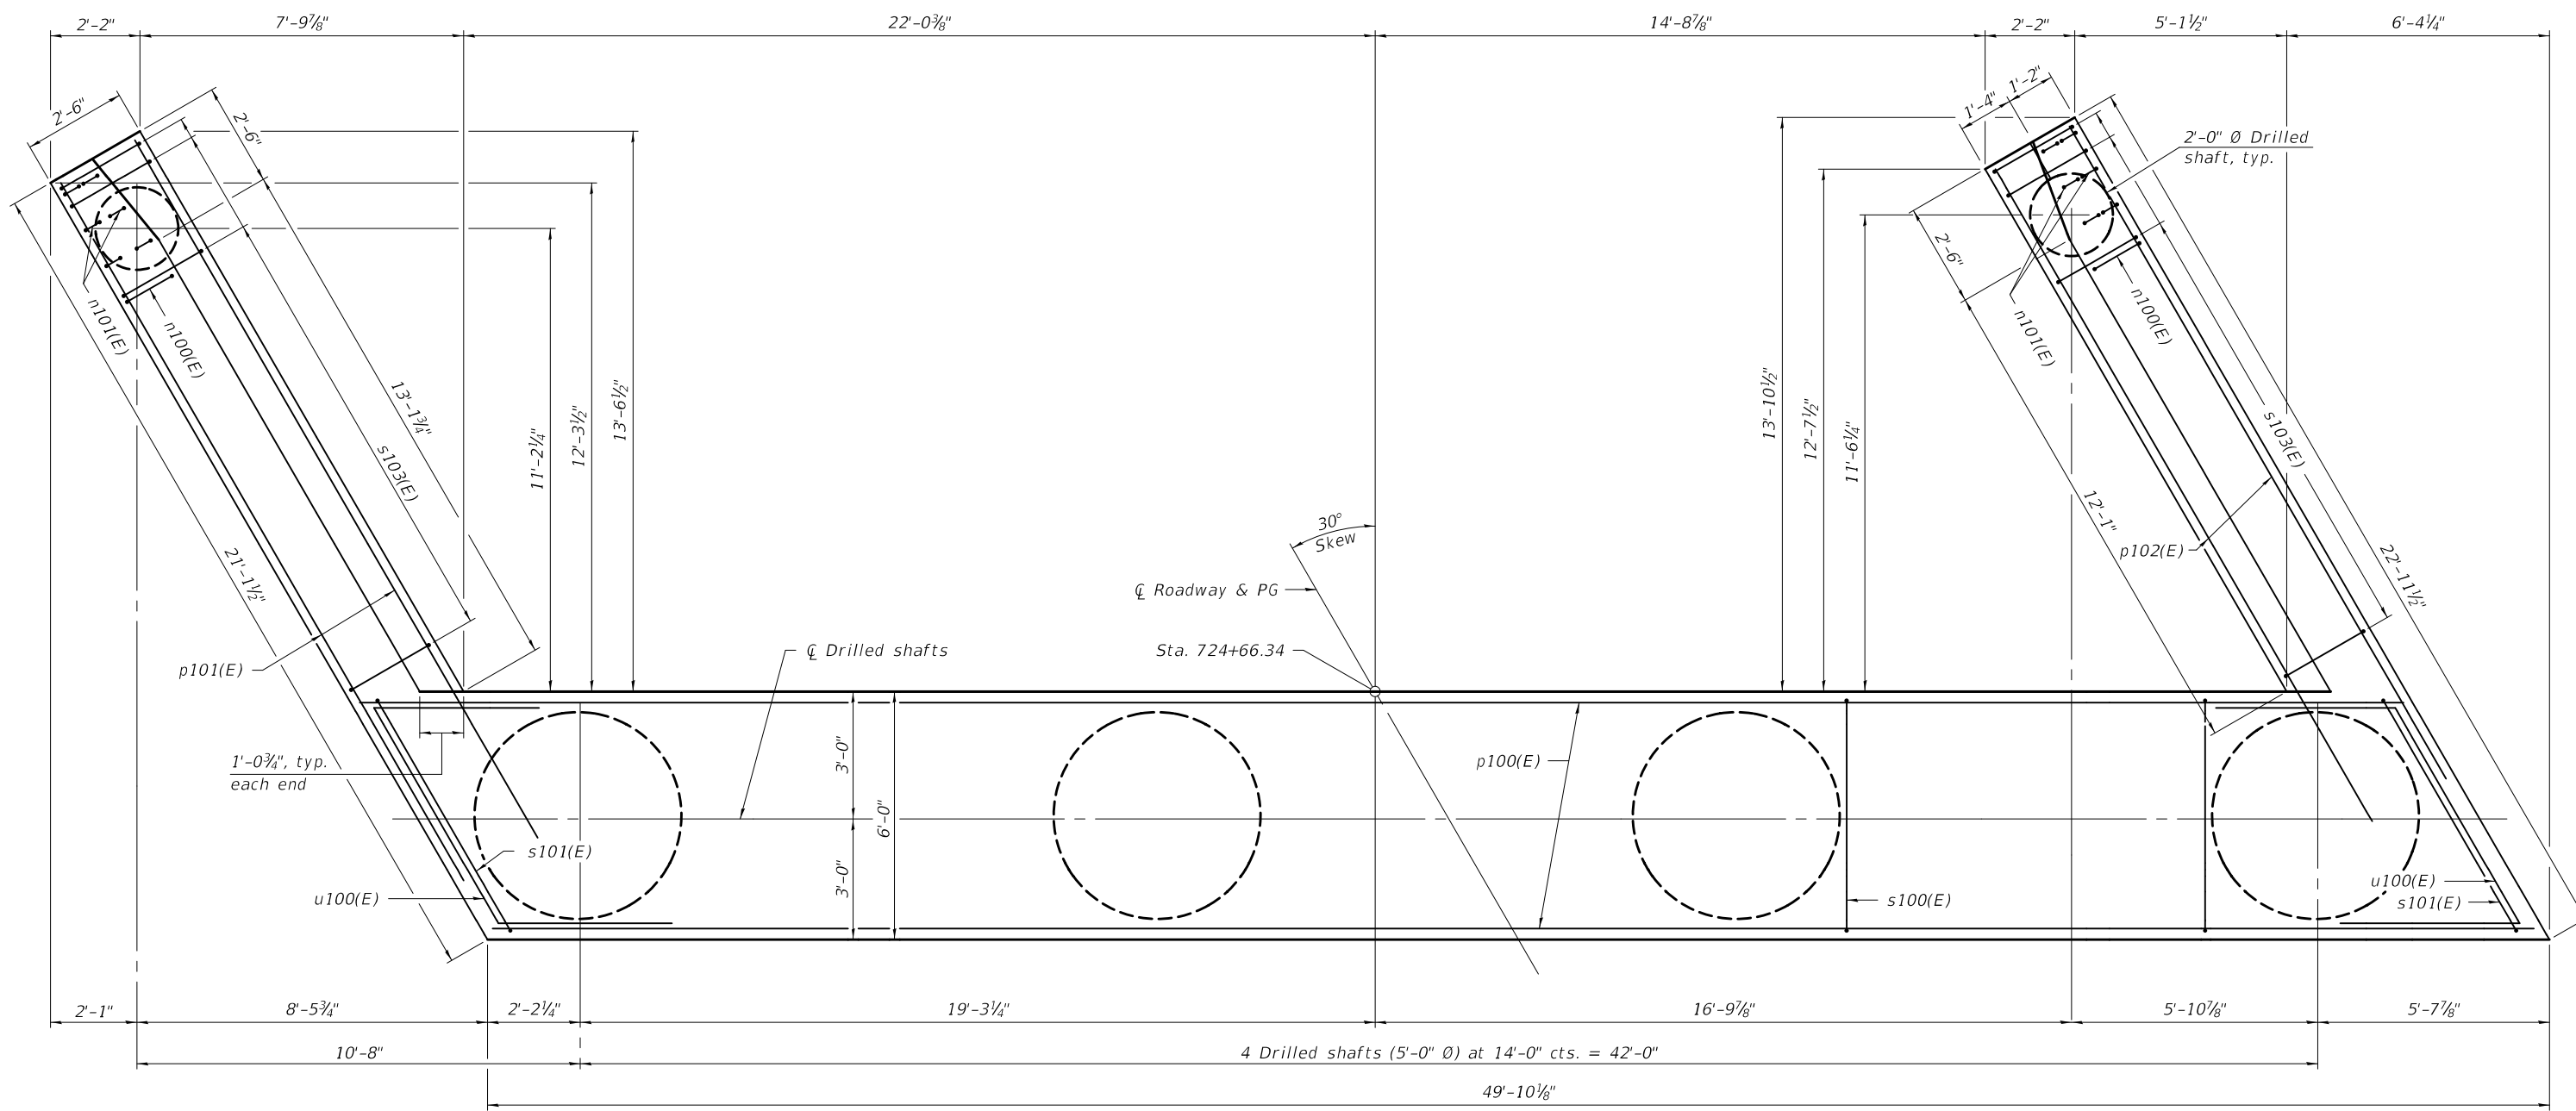 2'-2"
7'-9⅞"
22'-0⅜"
14'-8⅞"
2'-2"
5'-1½"
6'-4¼"
2'-6"
2'-6"
1'-4"
1'-2"
2'-0" Ø Drilled
shaft, typ.
n101(E)
n100(E)
13'-1¾"
s103(E)
11'-2¼"
12'-3½"
13'-6½"
13'-10½"
12'-7½"
11'-6¼"
2'-6"
n101(E)
n100(E)
s103(E)
12'-1"
p102(E)
22'-11½"
21'-1½"
30°
Skew
℄ Roadway & PG
Sta. 724+66.34
℄ Drilled shafts
p101(E)
1'-0¾", typ.
each end
3'-0"
6'-0"
3'-0"
p100(E)
s101(E)
u100(E)
s100(E)
u100(E)
s101(E)
2'-1"
8'-5¾"
2'-2¼"
19'-3¼"
16'-9⅞"
5'-10⅞"
5'-7⅞"
10'-8"
4 Drilled shafts (5'-0" Ø) at 14'-0" cts. = 42'-0"
49'-10⅛"